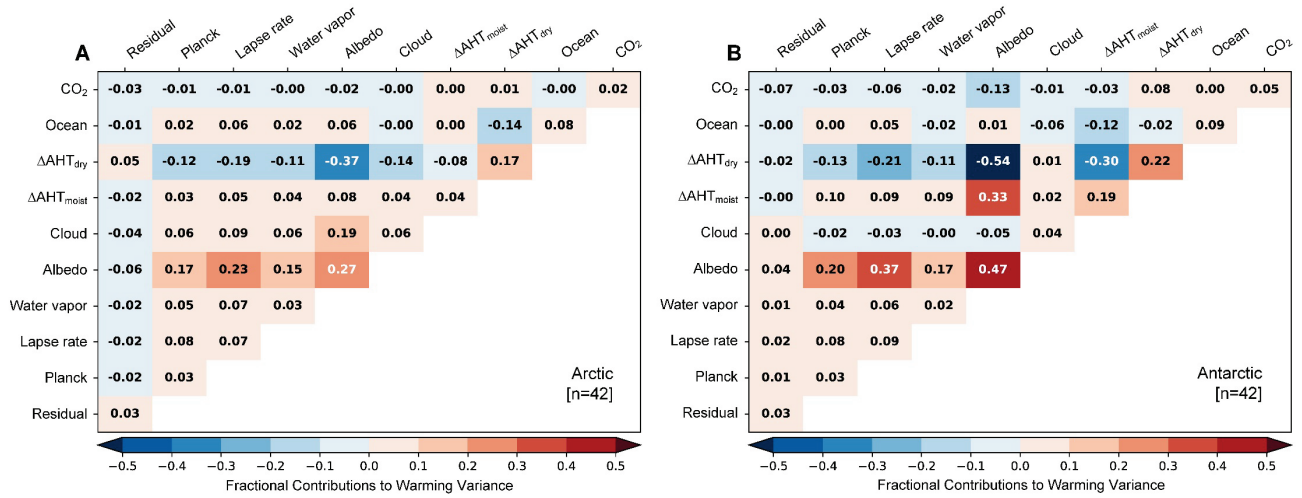 A
Residual Planck Lapse rate Water vapor Albedo Cloud ΔAHTmoist ΔAHTdry Ocean CO2
CO2 -0.03 -0.01 -0.01 -0.00 -0.02 -0.00 0.00 0.01 -0.00 0.02
Ocean -0.01 0.02 0.06 0.02 0.06 -0.00 0.00 -0.14 0.08
ΔAHTdry 0.05 -0.12 -0.19 -0.11 -0.37 -0.14 -0.08 0.17
ΔAHTmoist -0.02 0.03 0.05 0.04 0.08 0.04 0.04
Cloud -0.04 0.06 0.09 0.06 0.19 0.06
Albedo -0.06 0.17 0.23 0.15 0.27
Water vapor -0.02 0.05 0.07 0.03
Lapse rate -0.02 0.08 0.07
Planck -0.02 0.03
Residual 0.03
Arctic
[n=42]
−0.5 −0.4 −0.3 −0.2 −0.1 0.0 0.1 0.2 0.3 0.4 0.5
Fractional Contributions to Warming Variance
B
Residual Planck Lapse rate Water vapor Albedo Cloud ΔAHTmoist ΔAHTdry Ocean CO2
CO2 -0.07 -0.03 -0.06 -0.02 -0.13 -0.01 -0.03 0.08 0.00 0.05
Ocean -0.01 0.00 0.05 -0.02 0.01 -0.06 -0.12 -0.02 0.09
ΔAHTdry -0.02 -0.13 -0.21 -0.11 -0.54 0.01 -0.30 0.22
ΔAHTmoist -0.00 0.10 0.09 0.09 0.33 0.02 0.19
Cloud 0.00 -0.02 -0.03 -0.00 -0.05 0.04
Albedo 0.04 0.20 0.37 0.17 0.47
Water vapor 0.01 0.04 0.06 0.02
Lapse rate 0.02 0.08 0.09
Planck 0.01 0.03
Residual 0.03
Antarctic
[n=42]
−0.5 −0.4 −0.3 −0.2 −0.1 0.0 0.1 0.2 0.3 0.4 0.5
Fractional Contributions to Warming Variance